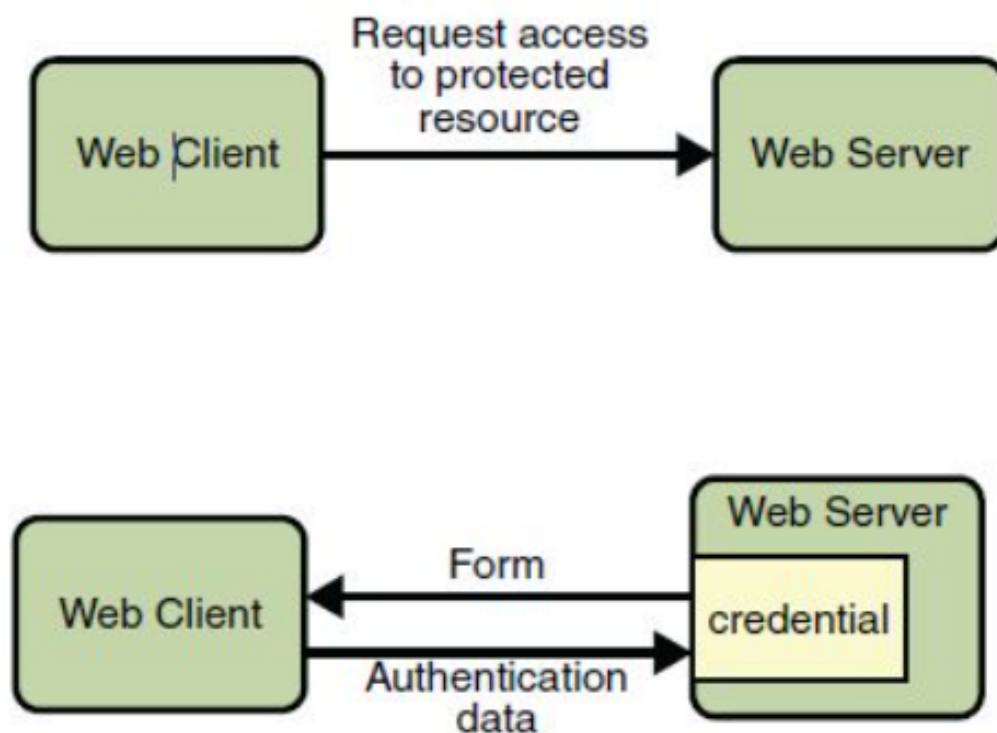 Request access
to protected
resource
Web Client
Web Server
Web Server
Form
Web Client
credential
Authentication
data